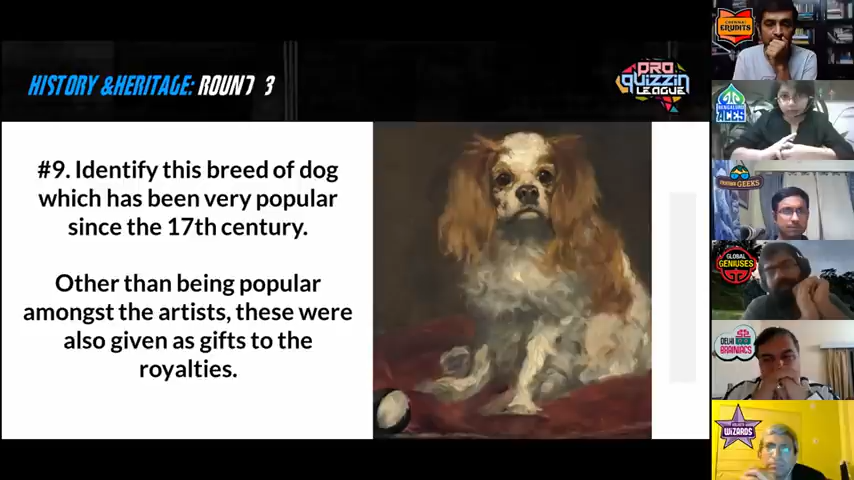 HISTORY &HERITAGE: ROUND 3
PRO
QUIZZIN
LEAGUE
#9. Identify this breed of dog
which has been very popular
since the 17th century.
Other than being popular
amongst the artists, these were
also given as gifts to the
royalties.
ERUDITS
BENGALURU
ACES
GEEKS
GLOBAL
GENIUSES
DELHI
BRAINIACS
WIZARDS